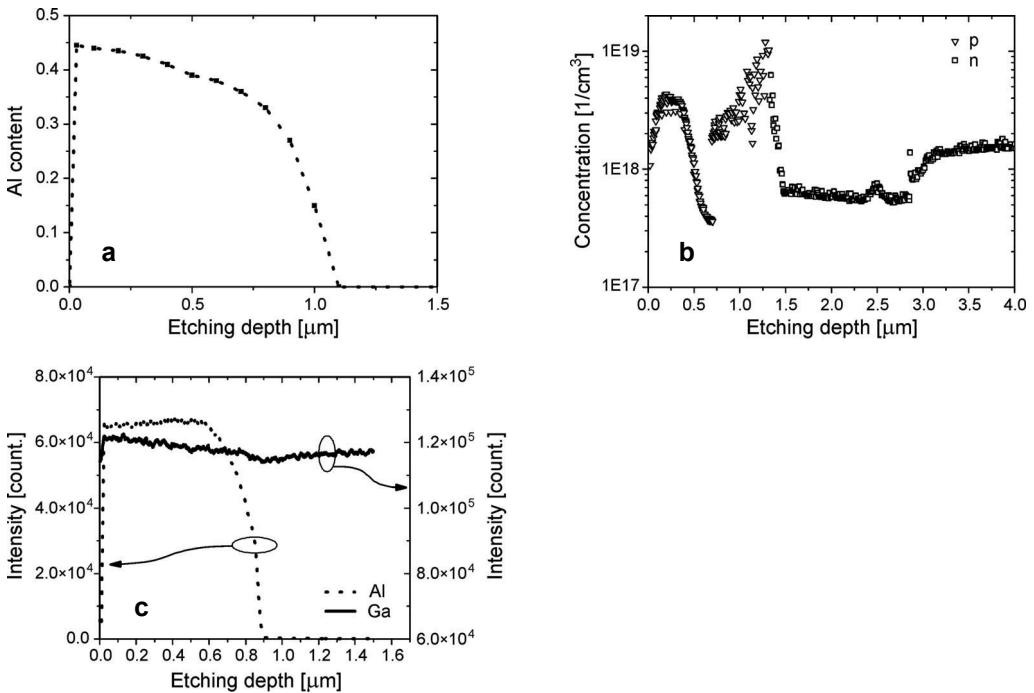 0.5
0.4
0.3
0.2
0.1
0.0
Al content
a
0.0 0.5 1.0 1.5
Etching depth [μm]
1E19
1E18
1E17
Concentration [1/cm³]
p
n
b
0.0 0.5 1.0 1.5 2.0 2.5 3.0 3.5 4.0
Etching depth [μm]
8.0×10⁴
6.0×10⁴
4.0×10⁴
2.0×10⁴
0.0
Intensity [count.]
1.4×10⁵
1.2×10⁵
1.0×10⁵
8.0×10⁴
6.0×10⁴
Intensity [count.]
c
Al
Ga
0.0 0.2 0.4 0.6 0.8 1.0 1.2 1.4 1.6
Etching depth [μm]